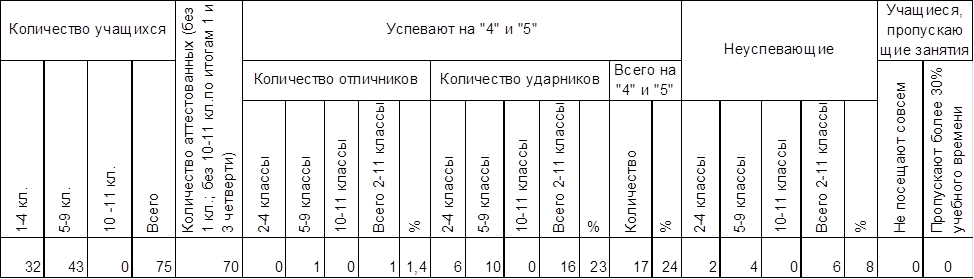 Количество учащихся
Количество аттестованных (без
1 кл.; без 10-11 кл.по итогам 1 и
3 четверти)
Успевают на "4" и "5"
Неуспевающие
Учащиеся,
пропускаю
щие занятия
Количество отличников
Количество ударников
Всего на
"4" и "5"
1-4 кл.
5-9 кл.
10 -11 кл.
Всего
2-4 классы
5-9 классы
10-11 классы
Всего 2-11 классы
%
2-4 классы
5-9 классы
10-11 классы
Всего 2-11 классы
%
Количество
%
2-4 классы
5-9 классы
10-11 классы
Всего 2-11 классы
%
Не посещают совсем
Пропускают более 30%
учебного времени
32 43 0 75 70 0 1 0 1 1,4 6 10 0 16 23 17 24 2 4 0 6 8 0 0